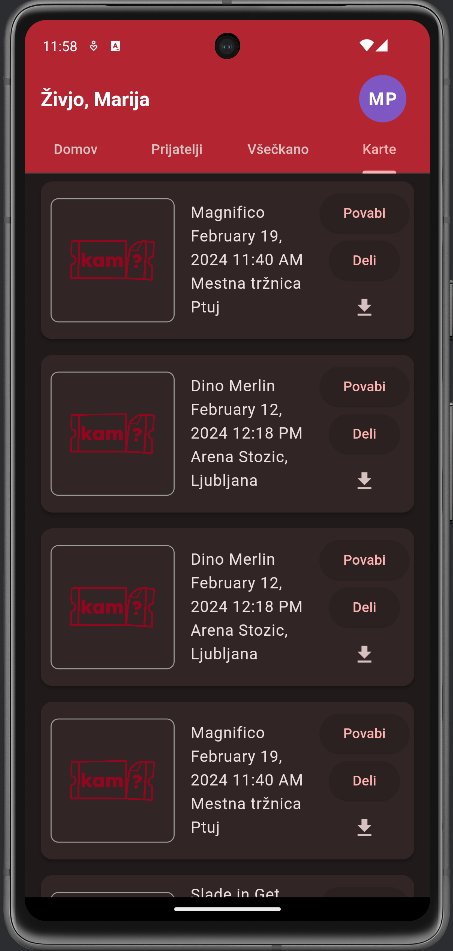 11:58
Živjo, Marija
MP
Domov Prijatelji Všečkano Karte
kam?
Magnifico
February 19,
2024 11:40 AM
Mestna tržnica
Ptuj
Povabi
Deli
kam?
Dino Merlin
February 12,
2024 12:18 PM
Arena Stozic,
Ljubljana
Povabi
Deli
kam?
Dino Merlin
February 12,
2024 12:18 PM
Arena Stozic,
Ljubljana
Povabi
Deli
kam?
Magnifico
February 19,
2024 11:40 AM
Mestna tržnica
Ptuj
Povabi
Deli
Slade in Get